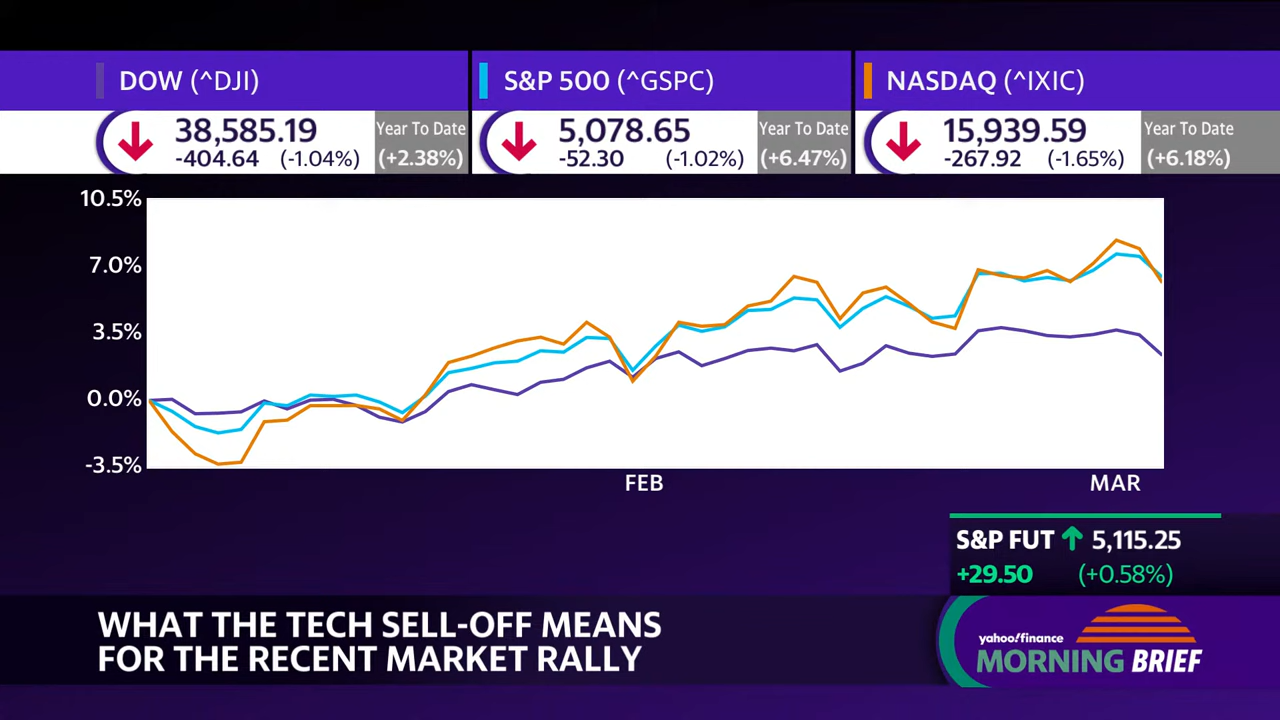 DOW (^DJI)
38,585.19
-404.64 (-1.04%)
Year To Date
(+2.38%)
S&P 500 (^GSPC)
5,078.65
-52.30 (-1.02%)
Year To Date
(+6.47%)
NASDAQ (^IXIC)
15,939.59
-267.92 (-1.65%)
Year To Date
(+6.18%)
10.5%
7.0%
3.5%
0.0%
-3.5%
FEB
MAR
S&P FUT 5,115.25
+29.50 (+0.58%)
WHAT THE TECH SELL-OFF MEANS
FOR THE RECENT MARKET RALLY
yahoo!finance
MORNING BRIEF